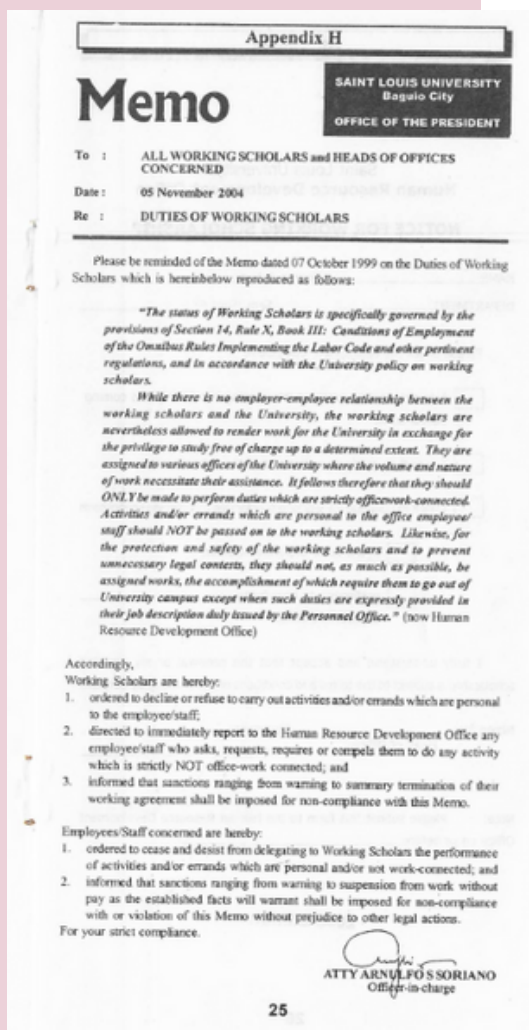 Appendix H
Memo
SAINT LOUIS UNIVERSITY
Baguio City
OFFICE OF THE PRESIDENT
To : ALL WORKING SCHOLARS and HEADS OF OFFICES
CONCERNED
Date : 05 November 2004
Re : DUTIES OF WORKING SCHOLARS
Please be reminded of the Memo dated 07 October 1999 on the Duties of Working
Scholars which is hereinbelow reproduced as follows:
"The status of Working Scholars is specifically governed by the
provisions of Section 14, Rule X, Book III: Conditions of Employment
of the Omnibus Rules Implementing the Labor Code and other pertinent
regulations, and in accordance with the University policy on working
scholars.
While there is no employer-employee relationship between the
working scholars and the University, the working scholars are
nevertheless allowed to render work for the University in exchange for
the privilege to study free of charge up to a determined extent. They are
assigned to various offices of the University where the volume and nature
of work necessitate their assistance. It follows therefore that they should
ONLY be made to perform duties which are strictly officework-connected.
Activities and/or errands which are personal to the office employee/
staff should NOT be passed on to the working scholars. Likewise, for
the protection and safety of the working scholars and to prevent
unnecessary legal contests, they should not, as much as possible, be
assigned works, the accomplishment of which require them to go out of
University campus except when such duties are expressly provided in
their job description duly issued by the Personnel Office." (now Human
Resource Development Office)
Accordingly,
Working Scholars are hereby:
1. ordered to decline or refuse to carry out activities and/or errands which are personal
to the employee/staff;
2. directed to immediately report to the Human Resource Development Office any
employee/staff who asks, requests, requires or compels them to do any activity
which is strictly NOT office-work connected; and
3. informed that sanctions ranging from warning to summary termination of their
working agreement shall be imposed for non-compliance with this Memo.
Employees/Staff concerned are hereby:
1. ordered to cease and desist from delegating to Working Scholars the performance
of activities and/or errands which are personal and/or not work-connected; and
2. informed that sanctions ranging from warning to suspension from work without
pay as the established facts will warrant shall be imposed for non-compliance
with or violation of this Memo without prejudice to other legal actions.
For your strict compliance.
ATTY ARNULFO S SORIANO
Officer-in-charge
25